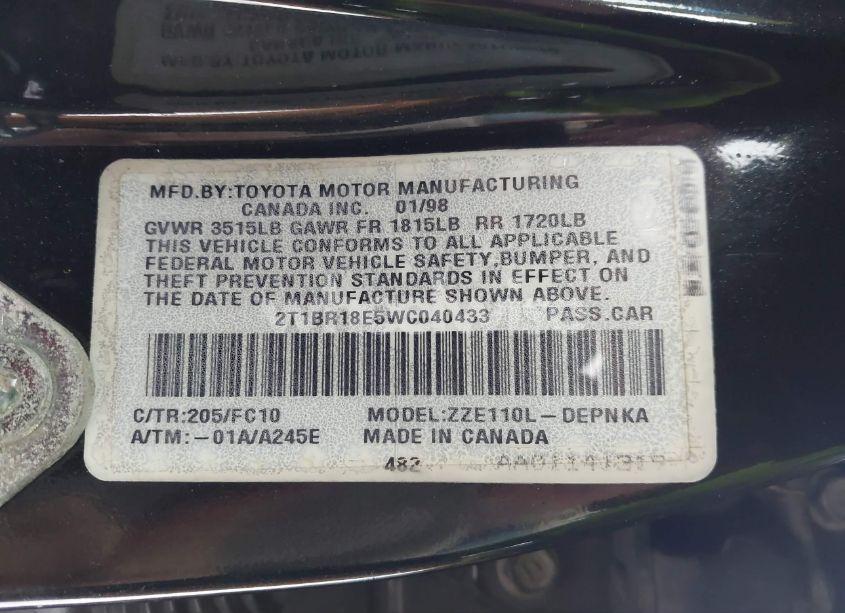 MFD.BY:TOYOTA MOTOR MANUFACTURING
CANADA INC. 01/98
GVWR 3515LB GAWR FR 1815LB RR 1720LB
THIS VEHICLE CONFORMS TO ALL APPLICABLE
FEDERAL MOTOR VEHICLE SAFETY,BUMPER, AND
THEFT PREVENTION STANDARDS IN EFFECT ON
THE DATE OF MANUFACTURE SHOWN ABOVE.
2T1BR18E5WC040433 PASS.CAR
C/TR:205/FC10 MODEL:ZZE110L-DEPNKA
A/TM:-01A/A245E MADE IN CANADA
482